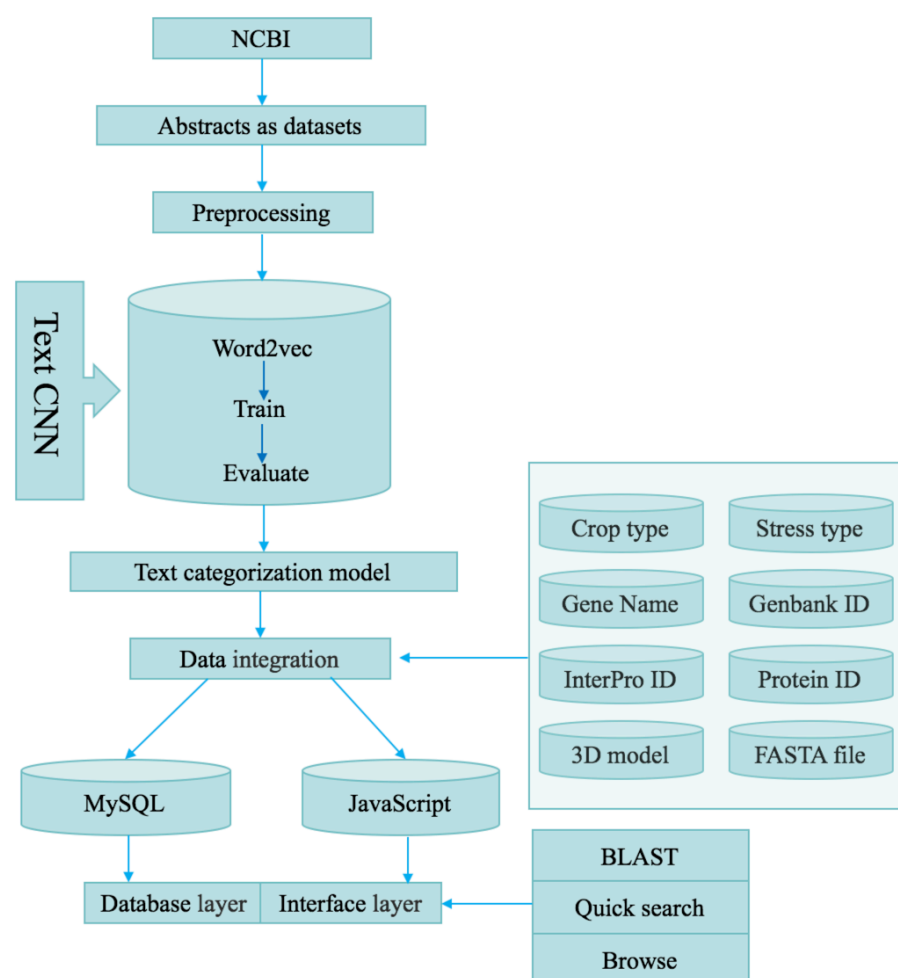 NCBI
Abstracts as datasets
Preprocessing
Text CNN
Word2vec
Train
Evaluate
Text categorization model
Data integration
Crop type
Stress type
Gene Name
Genbank ID
InterPro ID
Protein ID
3D model
FASTA file
MySQL
JavaScript
Database layer
Interface layer
BLAST
Quick search
Browse